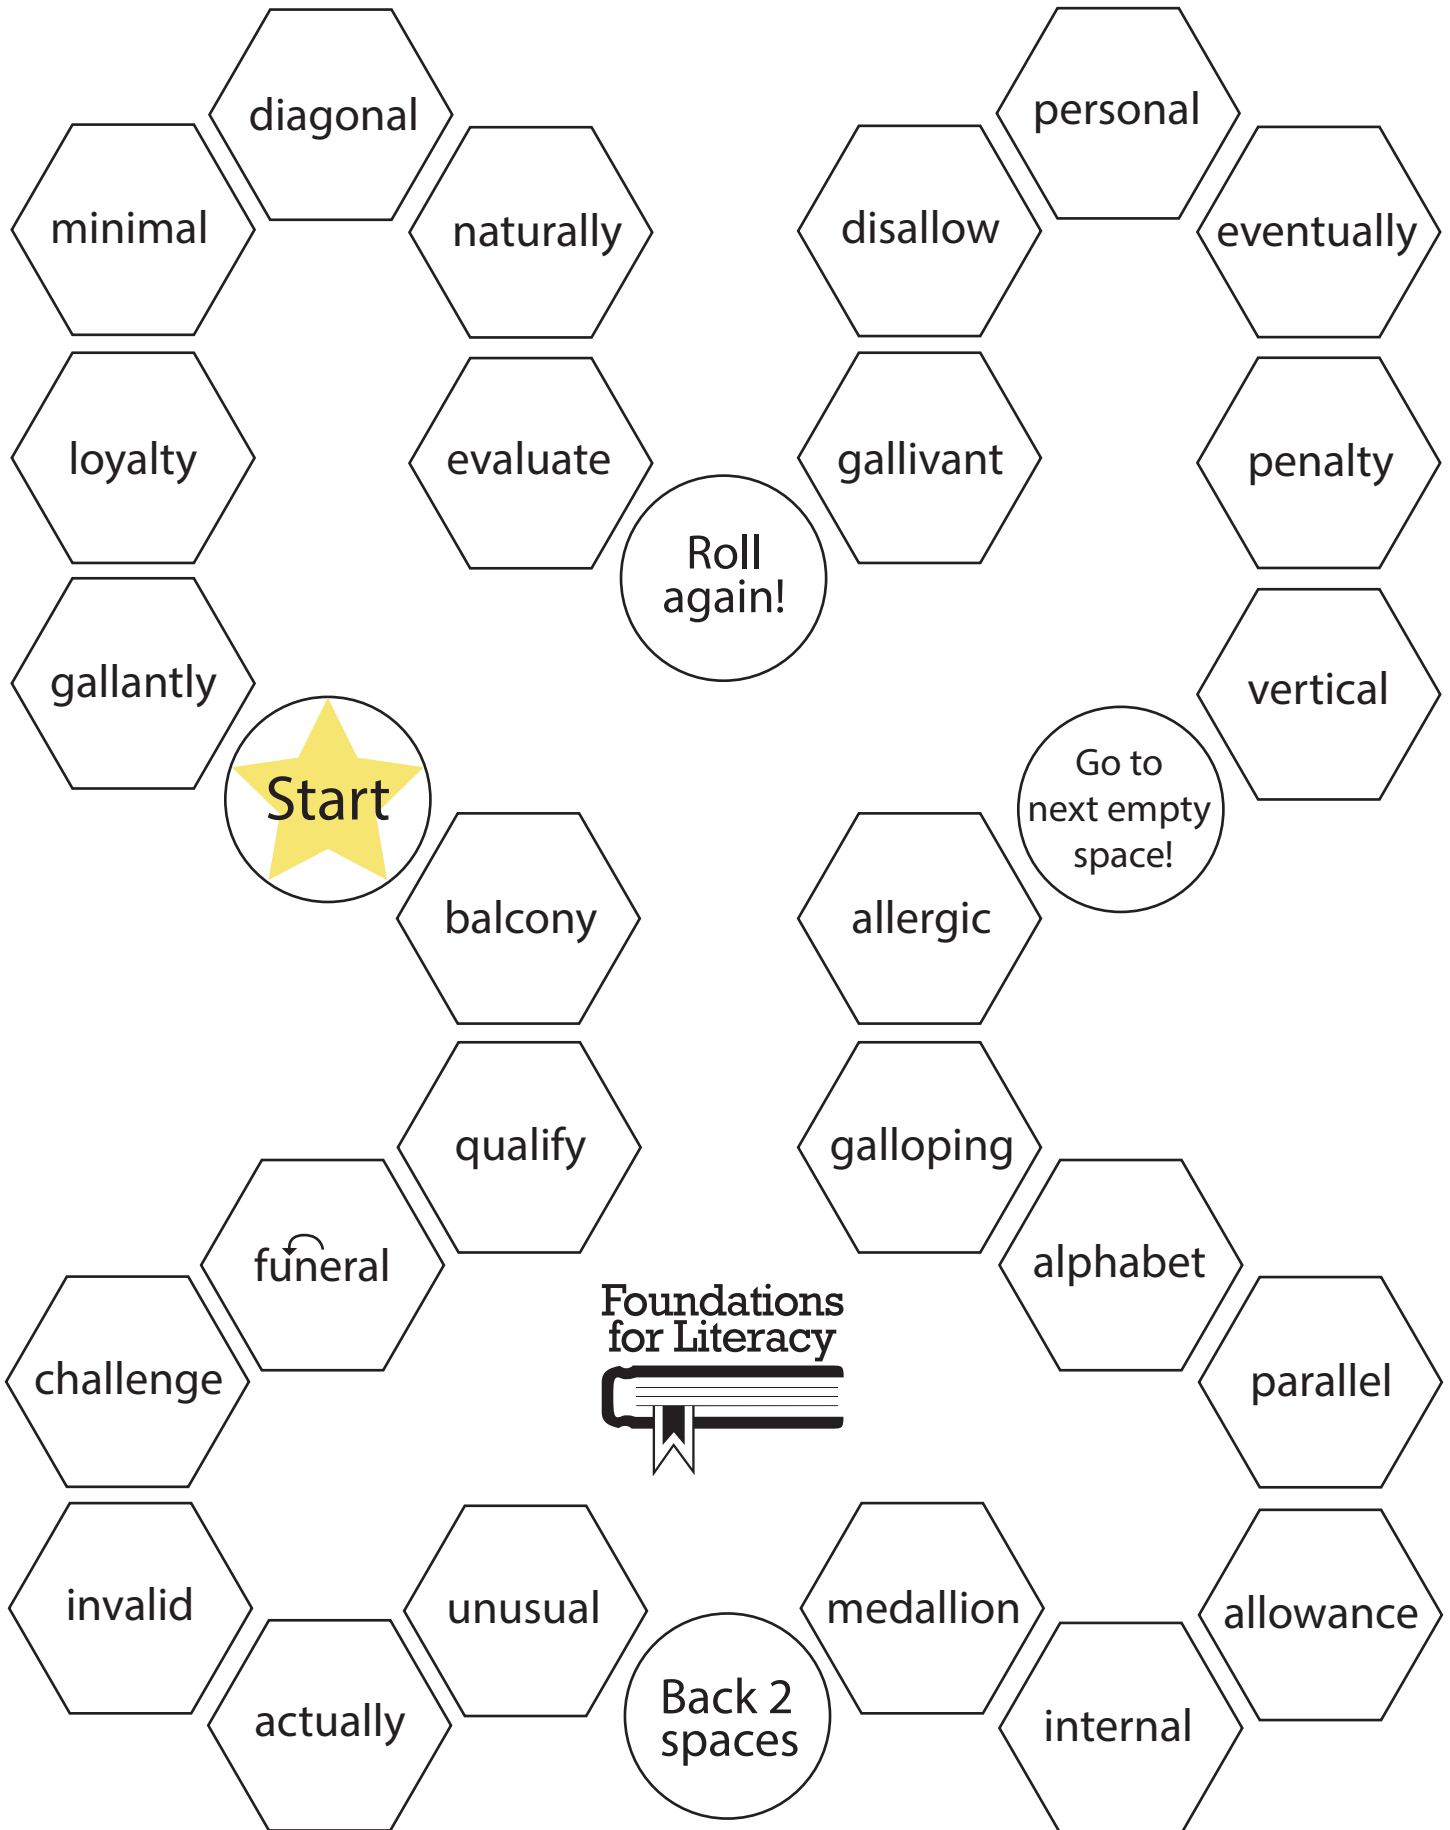 diagonal
personal
minimal
naturally
disallow
eventually
loyalty
evaluate
gallivant
penalty
Roll
again!
gallantly
vertical
Start
Go to
next empty
space!
balcony
allergic
qualify
galloping
funeral
alphabet
Foundations
for Literacy
challenge
parallel
invalid
unusual
medallion
allowance
actually
Back 2
spaces
internal